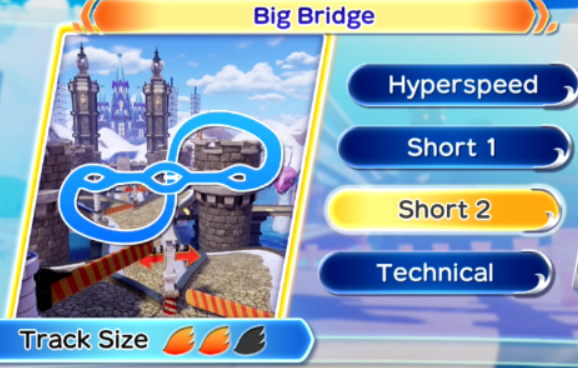 Big Bridge
Hyperspeed
Short 1
Short 2
Technical
Track Size